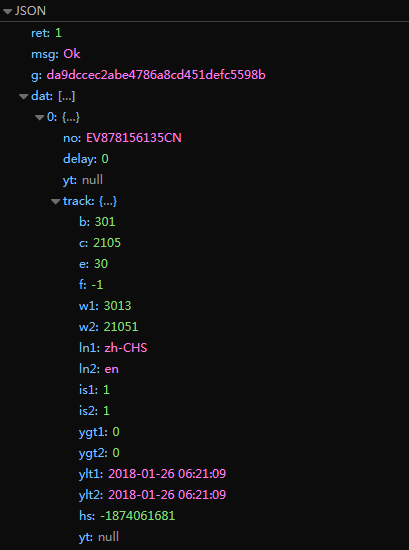 JSON
ret: 1
msg: Ok
g: da9dccec2abe4786a8cd451defc5598b
dat: […]
0: {…}
no: EV878156135CN
delay: 0
yt: null
track: {…}
b: 301
c: 2105
e: 30
f: -1
w1: 3013
w2: 21051
ln1: zh-CHS
ln2: en
is1: 1
is2: 1
ygt1: 0
ygt2: 0
ylt1: 2018-01-26 06:21:09
ylt2: 2018-01-26 06:21:09
hs: -1874061681
yt: null